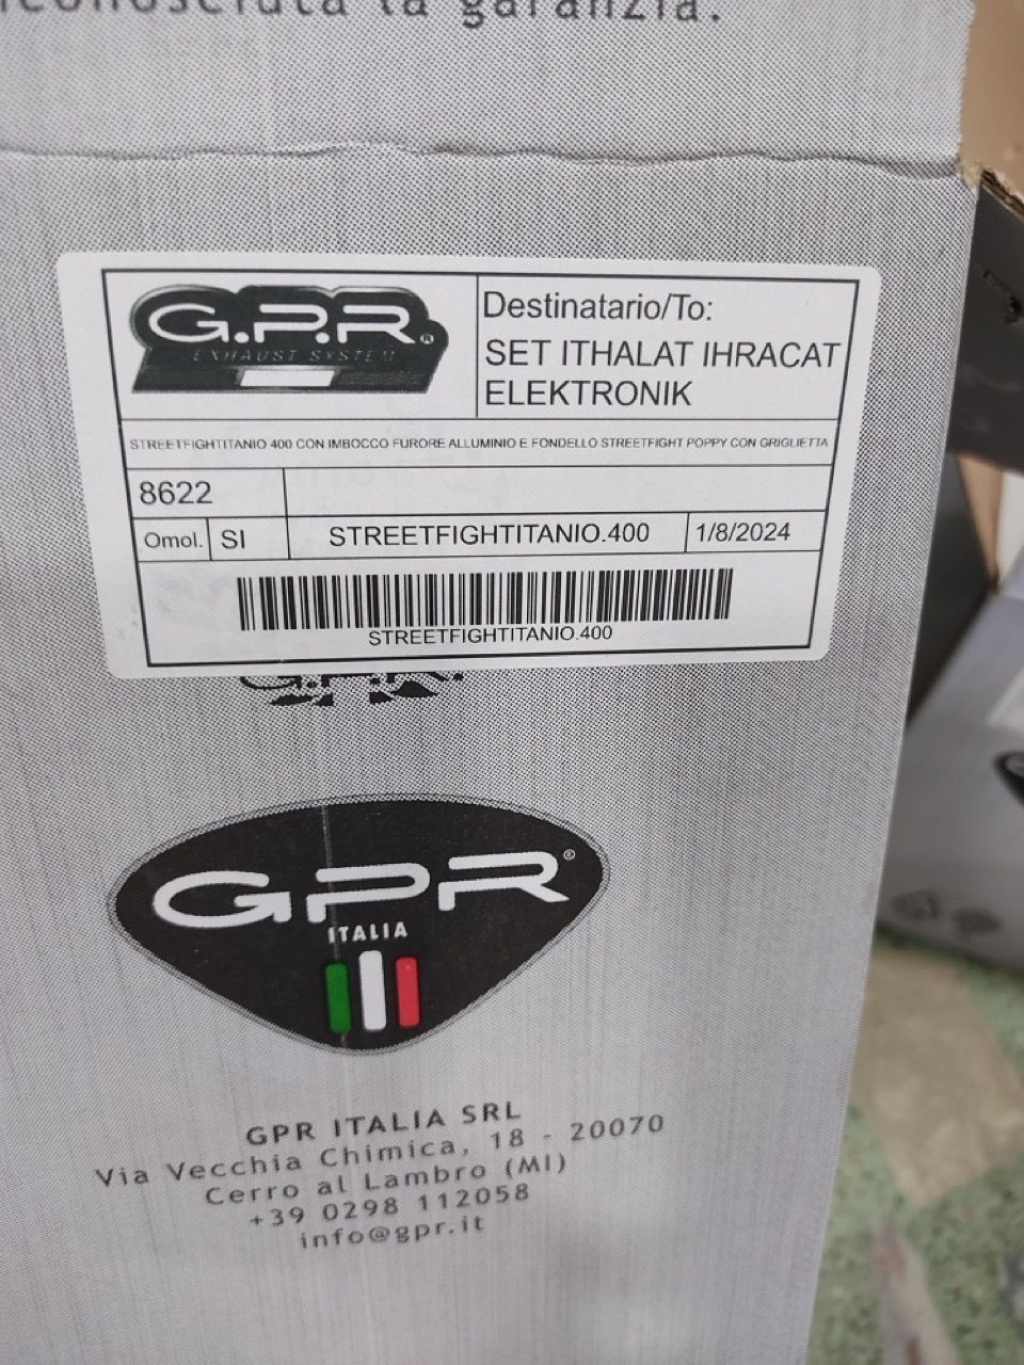 la garanzia.
G.P.R.®
EXHAUST SYSTEM
Destinatario/To:
SET ITHALAT IHRACAT
ELEKTRONIK
STREETFIGHTITANIO 400 CON IMBOCCO FURORE ALLUMINIO E FONDELLO STREETFIGHT POPPY CON GRIGLIETTA
8622
Omol. SI STREETFIGHTITANIO.400 1/8/2024
STREETFIGHTITANIO.400
GPR®
ITALIA
GPR ITALIA SRL
Via Vecchia Chimica, 18 - 20070
Cerro al Lambro (MI)
+39 0298 112058
info@gpr.it